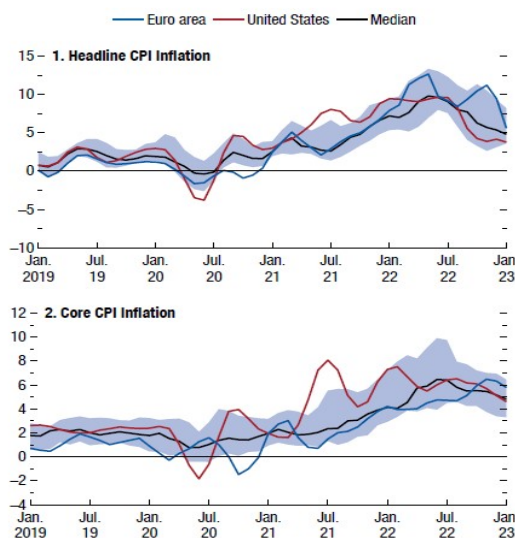 Euro area United States Median
1. Headline CPI Inflation
15
10
5
0
−5
−10
Jan. Jul. Jan. Jul. Jan. Jul. Jan. Jul. Jan
2019 19 20 20 21 21 22 22 23
2. Core CPI Inflation
12
10
8
6
4
2
0
−2
−4
Jan. Jul. Jan. Jul. Jan. Jul. Jan. Jul. Jan.
2019 19 20 20 21 21 22 22 23